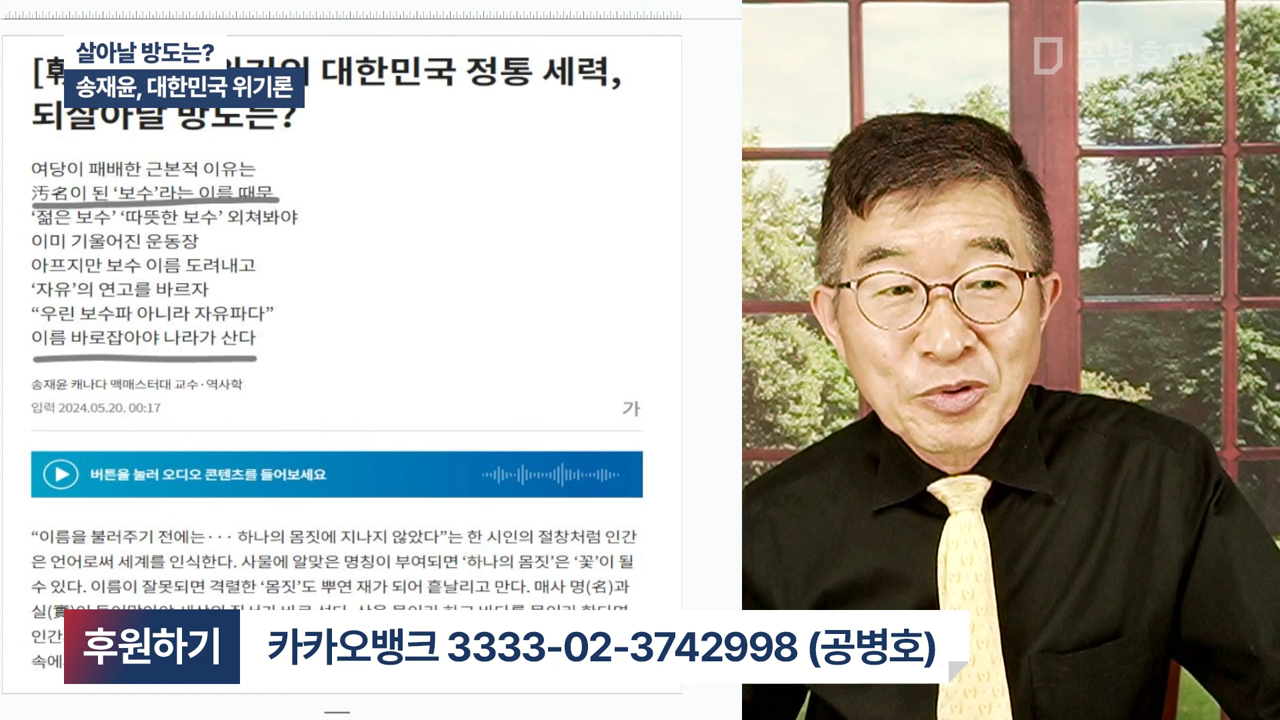 살아날 방도는?
송재윤, 대한민국 위기론
대한민국 정통 세력,
되살아날 방도는?
여당이 패배한 근본적 이유는
汚名이 된 ‘보수’라는 이름 때문
‘젊은 보수’ ‘따뜻한 보수’ 외쳐봐야
이미 기울어진 운동장
아프지만 보수 이름 도려내고
‘자유’의 연고를 바르자
“우린 보수파 아니라 자유파다”
이름 바로잡아야 나라가 산다
송재윤 캐나다 맥매스터대 교수·역사학
입력 2024.05.20. 00:17
가
버튼을 눌러 오디오 콘텐츠를 들어보세요
“이름을 불러주기 전에는··· 하나의 몸짓에 지나지 않았다”는 한 시인의 절창처럼 인간
은 언어로써 세계를 인식한다. 사물에 알맞은 명칭이 부여되면 ‘하나의 몸짓’은 ‘꽃’이 될
수 있다. 이름이 잘못되면 격렬한 ‘몸짓’도 뿌연 재가 되어 흩날리고 만다. 매사 명(名)과
인간
속에
후원하기
카카오뱅크 3333-02-3742998 (공병호)
공병호TV